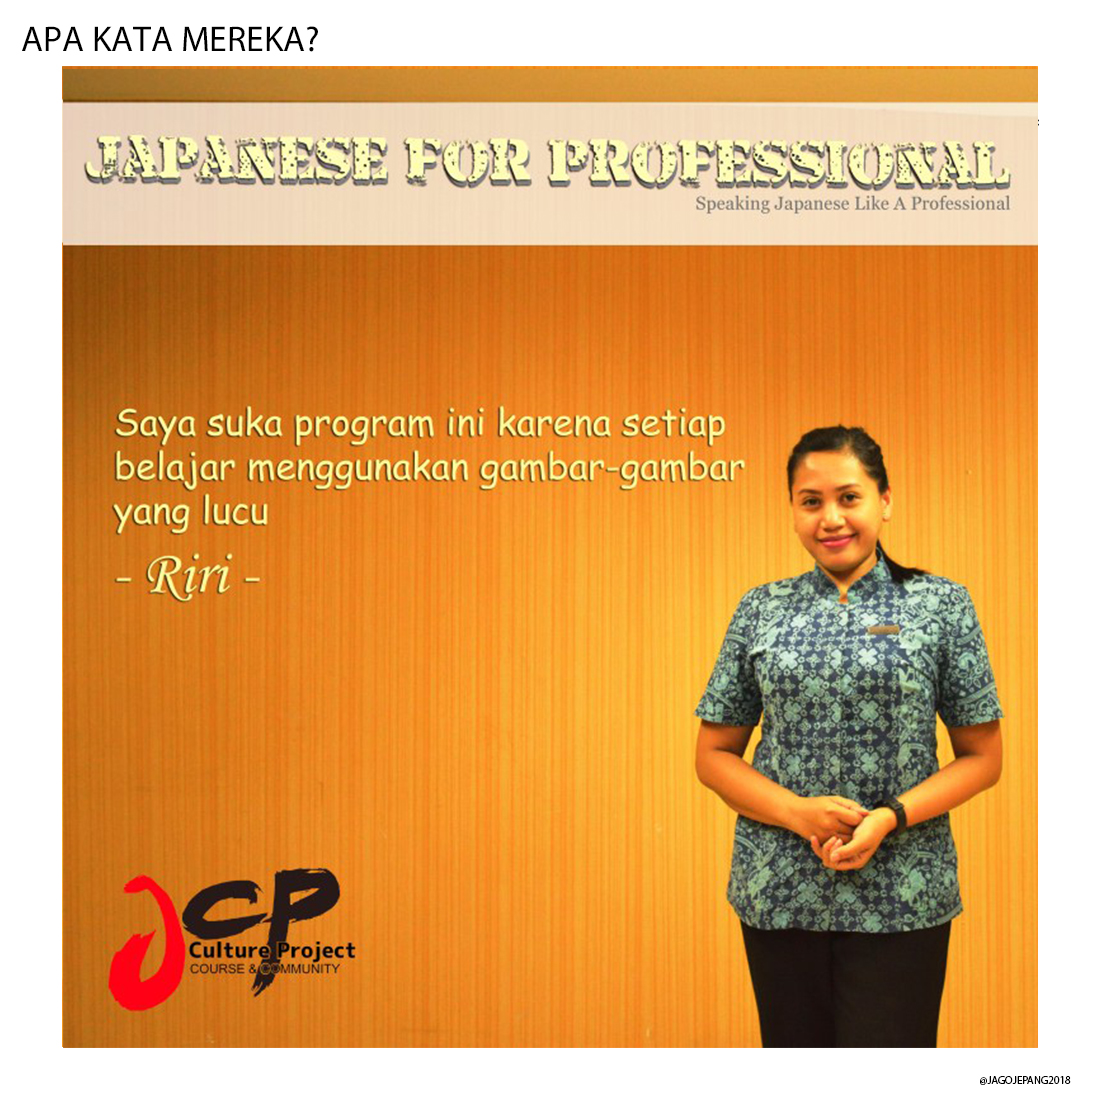 APA KATA MEREKA?
JAPANESE FOR PROFESSIONAL
Speaking Japanese Like A Professional
Saya suka program ini karena setiap
belajar menggunakan gambar-gambar
yang lucu
- Riri -
JCP
Culture Project
COURSE & COMMUNITY
@JAGOJEPANG2018